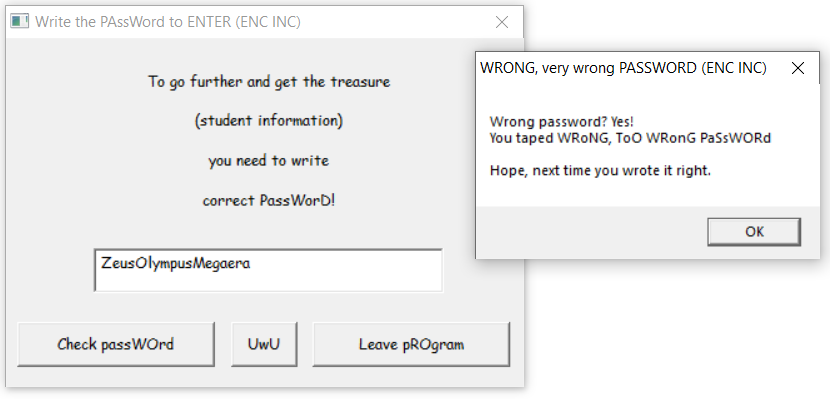 Write the PAssWord to ENTER (ENC INC)
To go further and get the treasure
(student information)
you need to write
correct PassWorD!
ZeusOlympusMegaera
Check passWOrd
UwU
Leave pROgram
WRONG, very wrong PASSWORD (ENC INC)
Wrong password? Yes!
You taped WRoNG, ToO WRonG PaSsWORd
Hope, next time you wrote it right.
OK